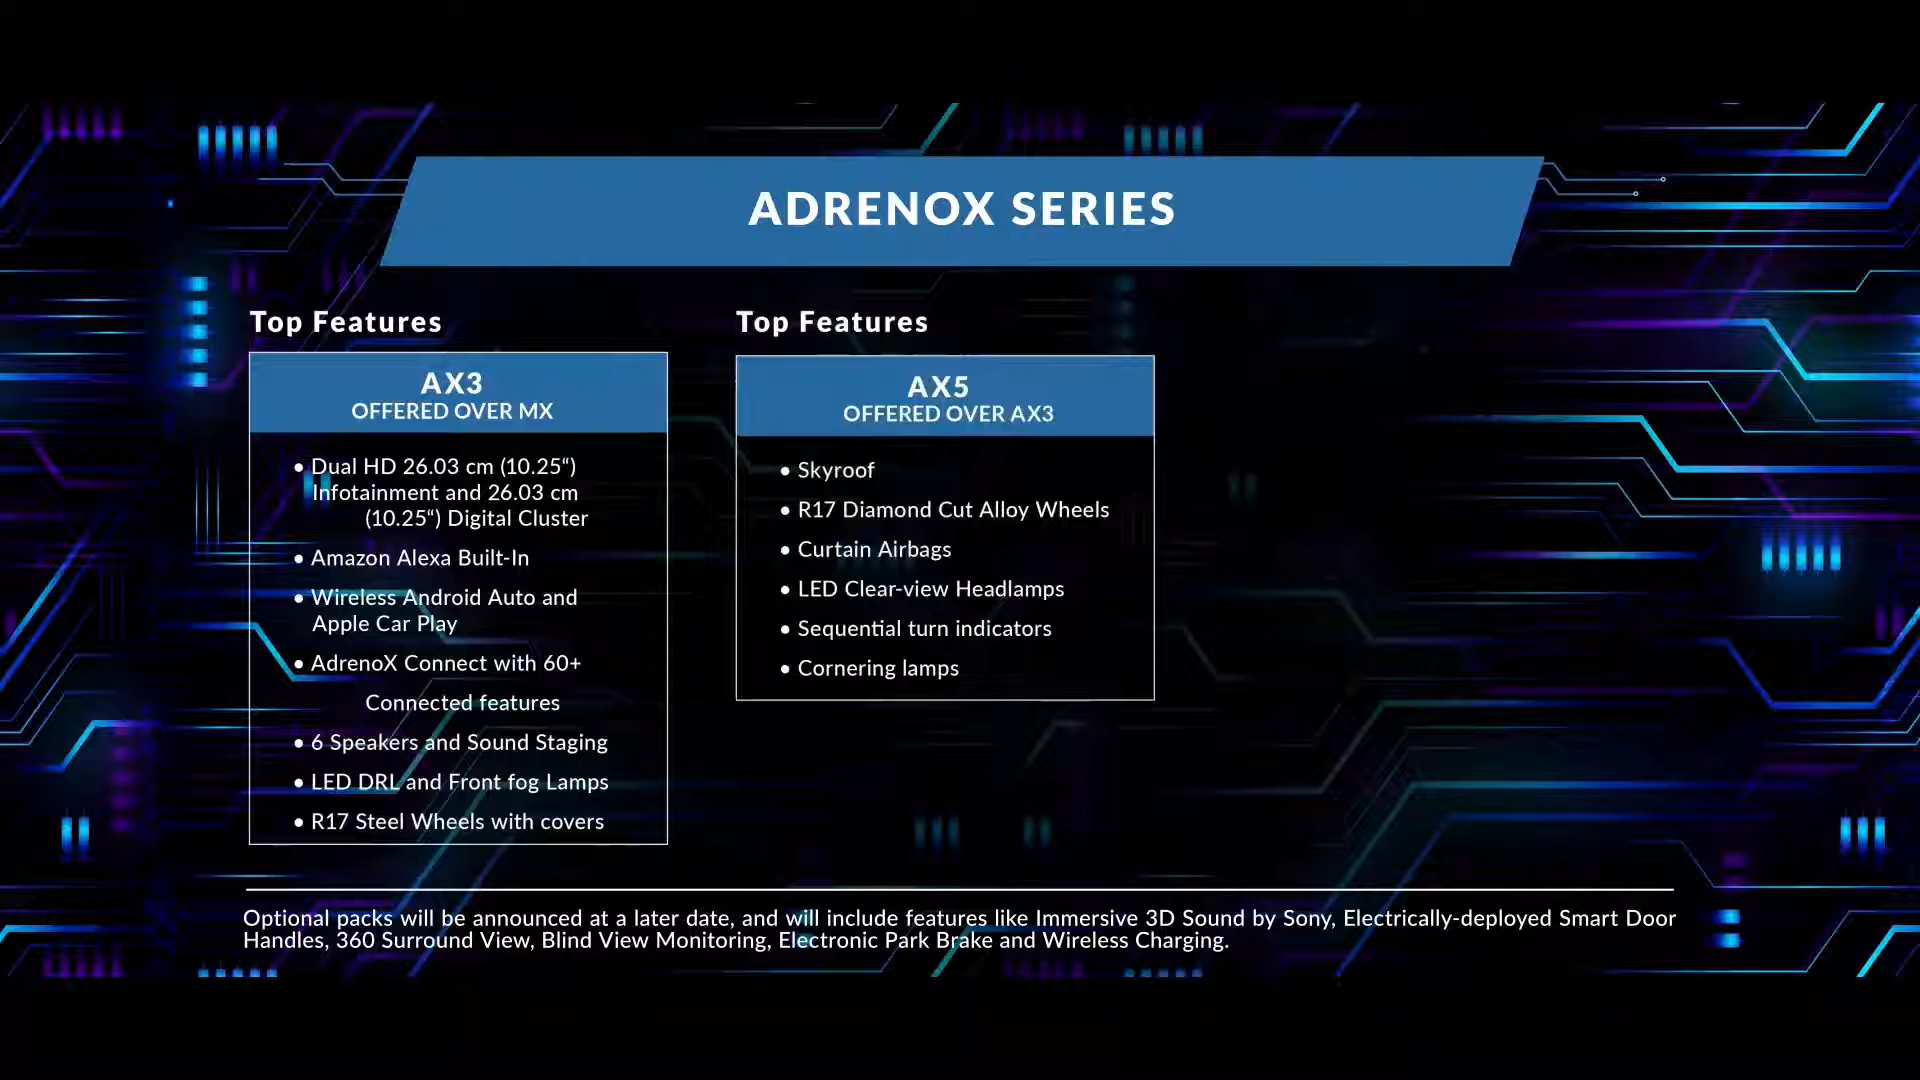 ADRENOX SERIES
Top Features
AX3
OFFERED OVER MX
• Dual HD 26.03 cm (10.25“)
Infotainment and 26.03 cm
(10.25“) Digital Cluster
• Amazon Alexa Built-In
• Wireless Android Auto and
Apple Car Play
• AdrenoX Connect with 60+
Connected features
• 6 Speakers and Sound Staging
• LED DRL and Front fog Lamps
• R17 Steel Wheels with covers
Top Features
AX5
OFFERED OVER AX3
• Skyroof
• R17 Diamond Cut Alloy Wheels
• Curtain Airbags
• LED Clear-view Headlamps
• Sequential turn indicators
• Cornering lamps
Optional packs will be announced at a later date, and will include features like Immersive 3D Sound by Sony, Electrically-deployed Smart Door
Handles, 360 Surround View, Blind View Monitoring, Electronic Park Brake and Wireless Charging.